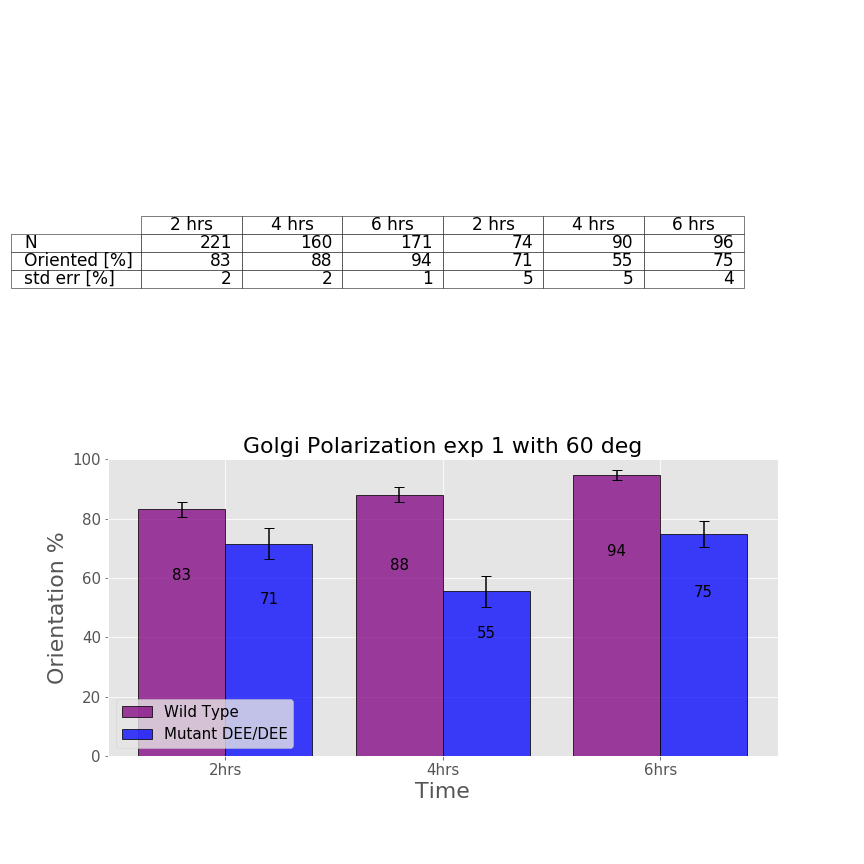 2 hrs 4 hrs 6 hrs 2 hrs 4 hrs 6 hrs
N 221 160 171 74 90 96
Oriented [%] 83 88 94 71 55 75
std err [%] 2 2 1 5 5 4
Golgi Polarization exp 1 with 60 deg
100
80
60
40
20
0
Orientation %
83
71
88
55
94
75
Wild Type
Mutant DEE/DEE
2hrs 4hrs 6hrs
Time